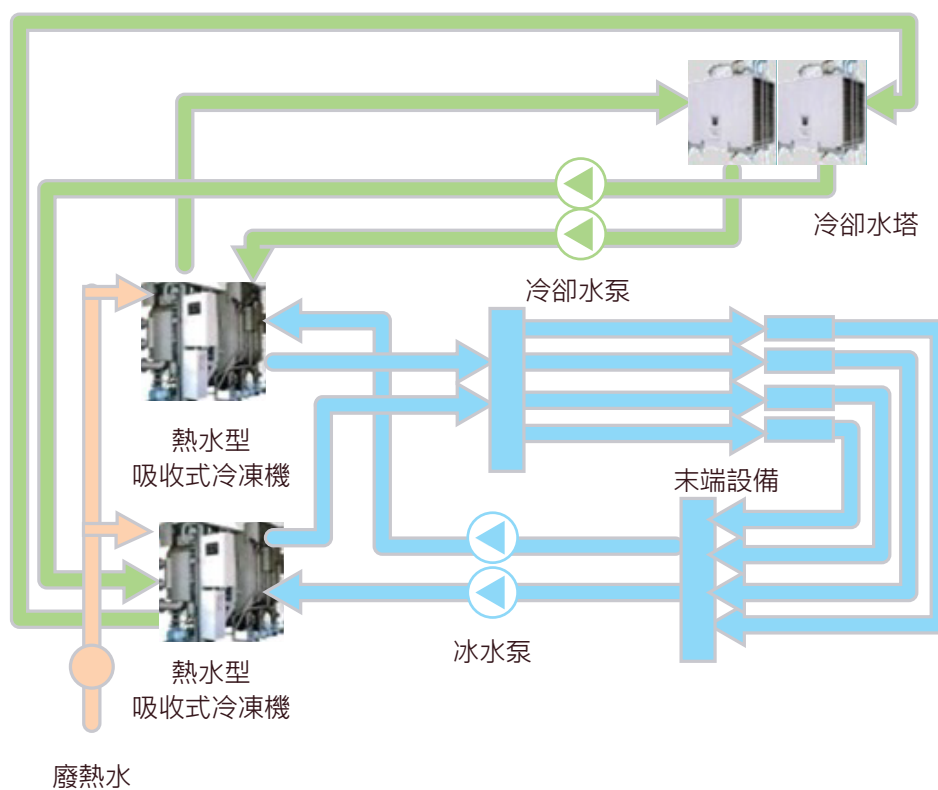 冷卻水塔
冷卻水泵
熱水型
吸收式冷凍機
末端設備
冰水泵
熱水型
吸收式冷凍機
廢熱水